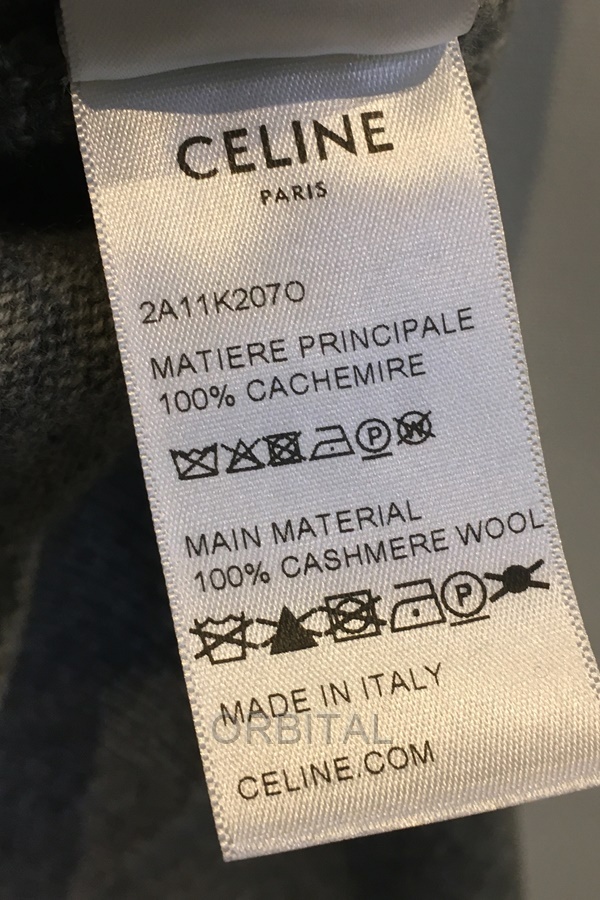 CELINE
PARIS
2A11K207O
MATIERE PRINCIPALE
100% CACHEMIRE
P W
MAIN MATERIAL
100% CASHMERE WOOL
P
MADE IN ITALY
ORBITAL
CELINE.COM